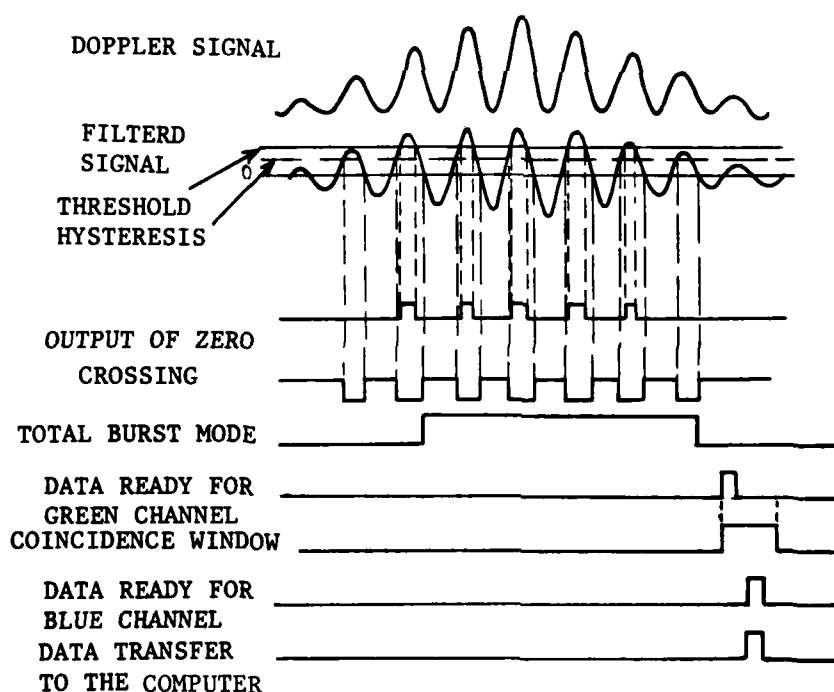 DOPPLER SIGNAL
FILTERD
SIGNAL
0
THRESHOLD
HYSTERESIS
OUTPUT OF ZERO
CROSSING
TOTAL BURST MODE
DATA READY FOR
GREEN CHANNEL
COINCIDENCE WINDOW
DATA READY FOR
BLUE CHANNEL
DATA TRANSFER
TO THE COMPUTER